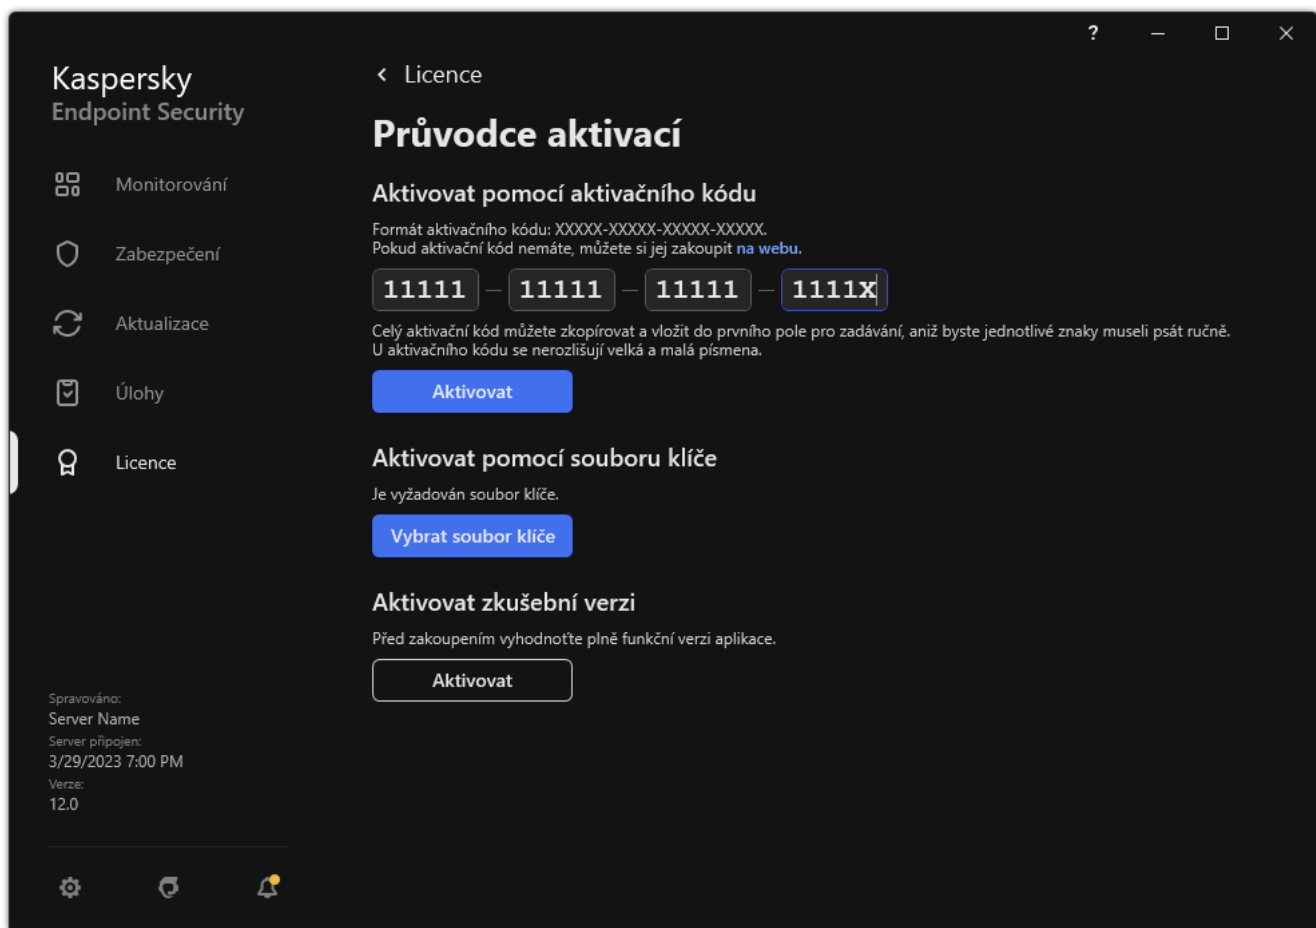 ?
Kaspersky
Endpoint Security
Monitorování
Zabezpečení
Aktualizace
Úlohy
Licence
Spravováno:
Server Name
Server připojen:
3/29/2023 7:00 PM
Verze:
12.0
Licence
Průvodce aktivací
Aktivovat pomocí aktivačního kódu
Formát aktivačního kódu: XXXXX-XXXXX-XXXXX-XXXXX.
Pokud aktivační kód nemáte, můžete si jej zakoupit na webu.
11111 — 11111 — 11111 — 1111X
Celý aktivační kód můžete zkopírovat a vložit do prvního pole pro zadávání, aniž byste jednotlivé znaky museli psát ručně.
U aktivačního kódu se nerozlišují velká a malá písmena.
Aktivovat
Aktivovat pomocí souboru klíče
Je vyžadován soubor klíče.
Vybrat soubor klíče
Aktivovat zkušební verzi
Před zakoupením vyhodnoťte plně funkční verzi aplikace.
Aktivovat